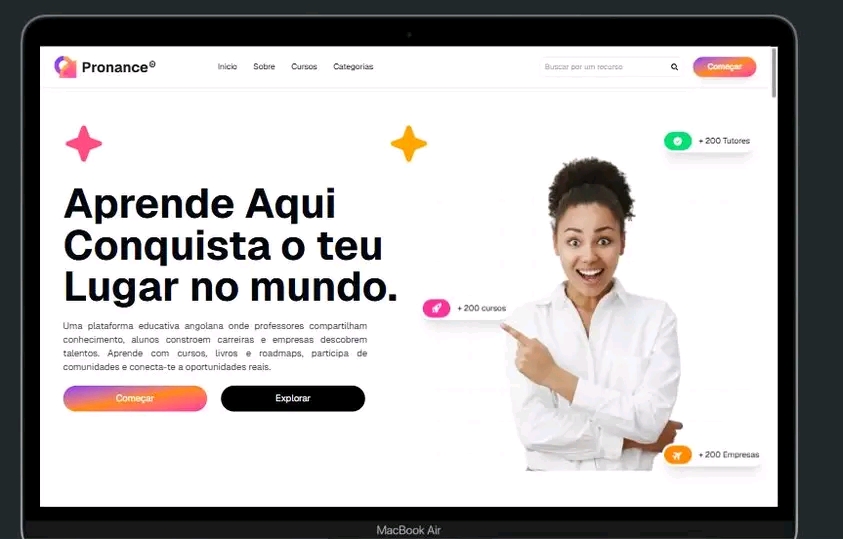 Pronance®
Início Sobre Cursos Categorias
Buscar por um recurso
Começar
+ 200 Tutores
Aprende Aqui
Conquista o teu
Lugar no mundo.
+ 200 cursos
Uma plataforma educativa angolana onde professores compartilham
conhecimento, alunos constroem carreiras e empresas descobrem
talentos. Aprende com cursos, livros e roadmaps, participa de
comunidades e conecta-te a oportunidades reais.
Começar
Explorar
+ 200 Empresas
MacBook Air